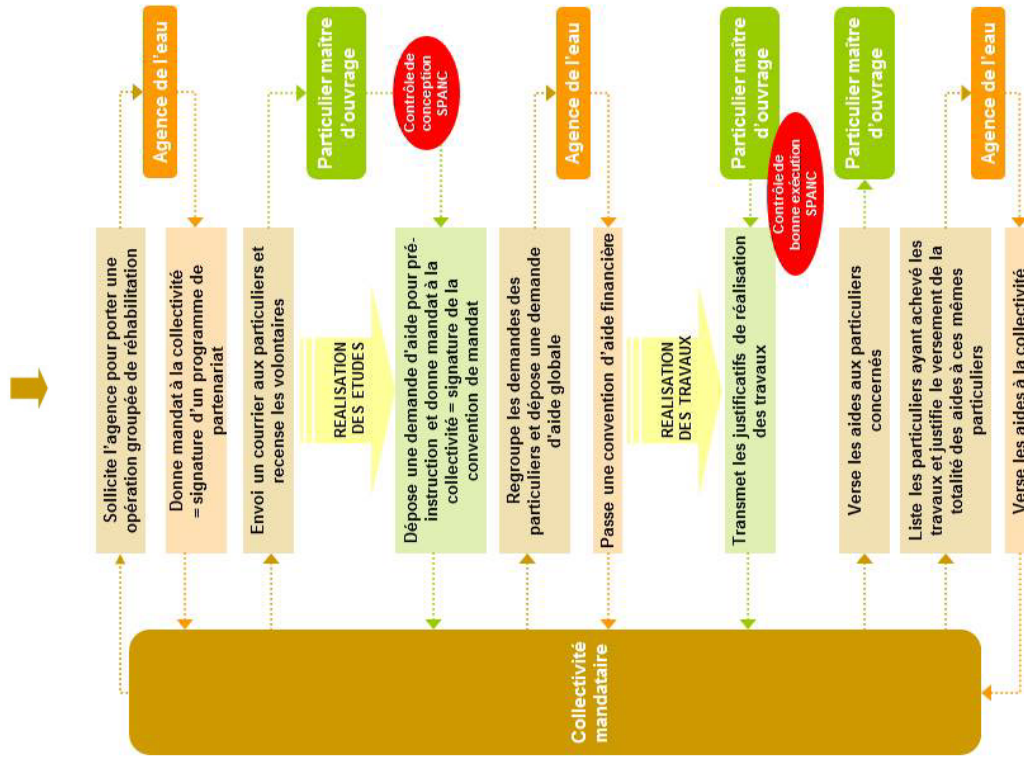 Agence de l'eau
Sollicite l'agence pour porter une
opération groupée de réhabilitation
Donne mandat à la collectivité
= signature d'un programme de
partenariat
Particulier maître
d'ouvrage
Envoi un courrier aux particuliers et
recense les volontaires
REALISATION
DES ETUDES
Contrôle de
conception
SPANC
Dépose une demande d'aide pour pré-
instruction et donne mandat à la
collectivité = signature de la
convention de mandat
Agence de l'eau
Regroupe les demandes des
particuliers et dépose une demande
d'aide globale
Passe une convention d'aide financière
REALISATION
DES TRAVAUX
Particulier maître
d'ouvrage
Contrôle de
bonne exécution
SPANC
Transmet les justificatifs de réalisation
des travaux
Particulier maître
d'ouvrage
Verse les aides aux particuliers
concernés
Liste les particuliers ayant achevé les
travaux et justifie le versement de la
totalité des aides à ces mêmes
particuliers
Agence de l'eau
Verse les aides à la collectivité
Collectivité
mandataire